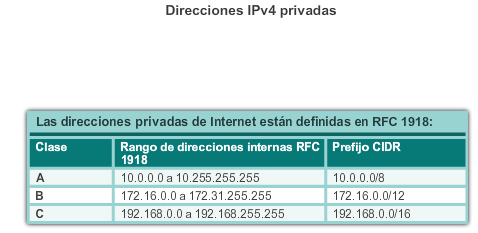 Direcciones IPv4 privadas
Las direcciones privadas de Internet están definidas en RFC 1918:
Clase Rango de direcciones internas RFC 1918 Prefijo CIDR
A 10.0.0.0 a 10.255.255.255 10.0.0.0/8
B 172.16.0.0 a 172.31.255.255 172.16.0.0/12
C 192.168.0.0 a 192.168.255.255 192.168.0.0/16